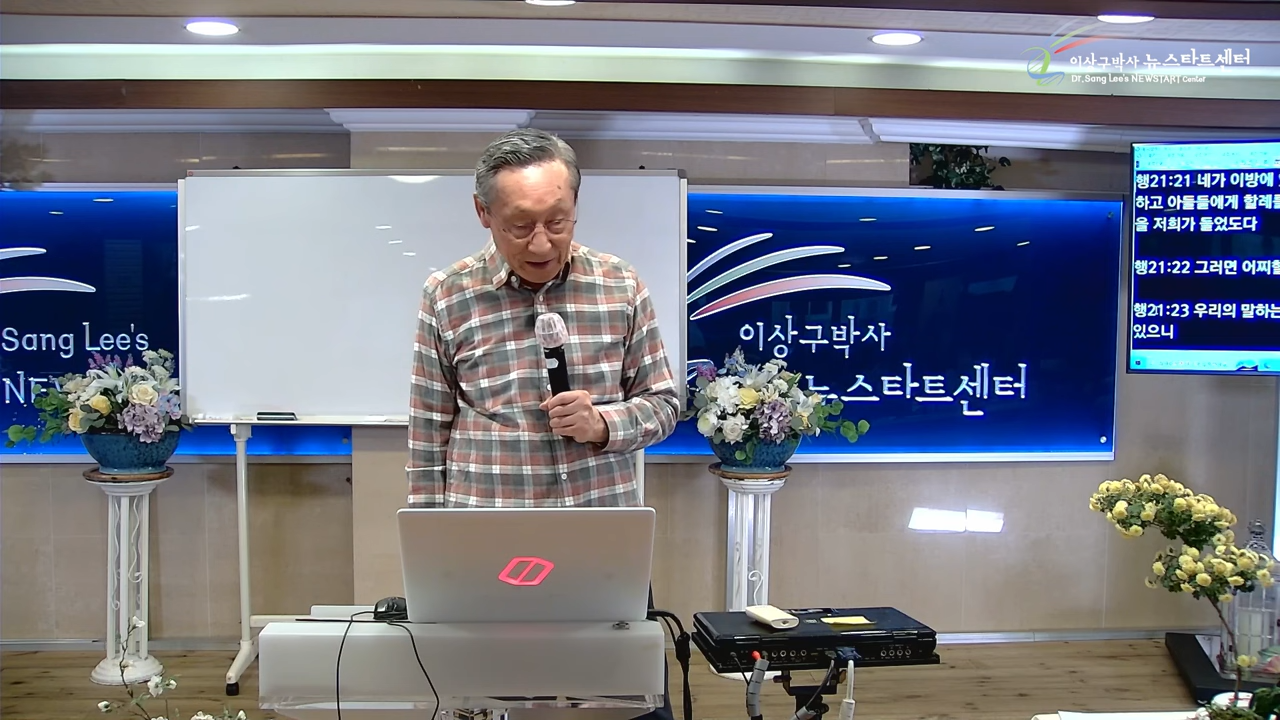 이상구박사 뉴스타트센터
Dr.Sang Lee's NEWSTART Center
행21:21 네가 이방에
하고 아들들에게 할례를
을 저희가 들었도다
행21:22 그러면 어찌할
행21:23 우리의 말하는
있으니
Sang Lee's
이상구박사
뉴스타트센터